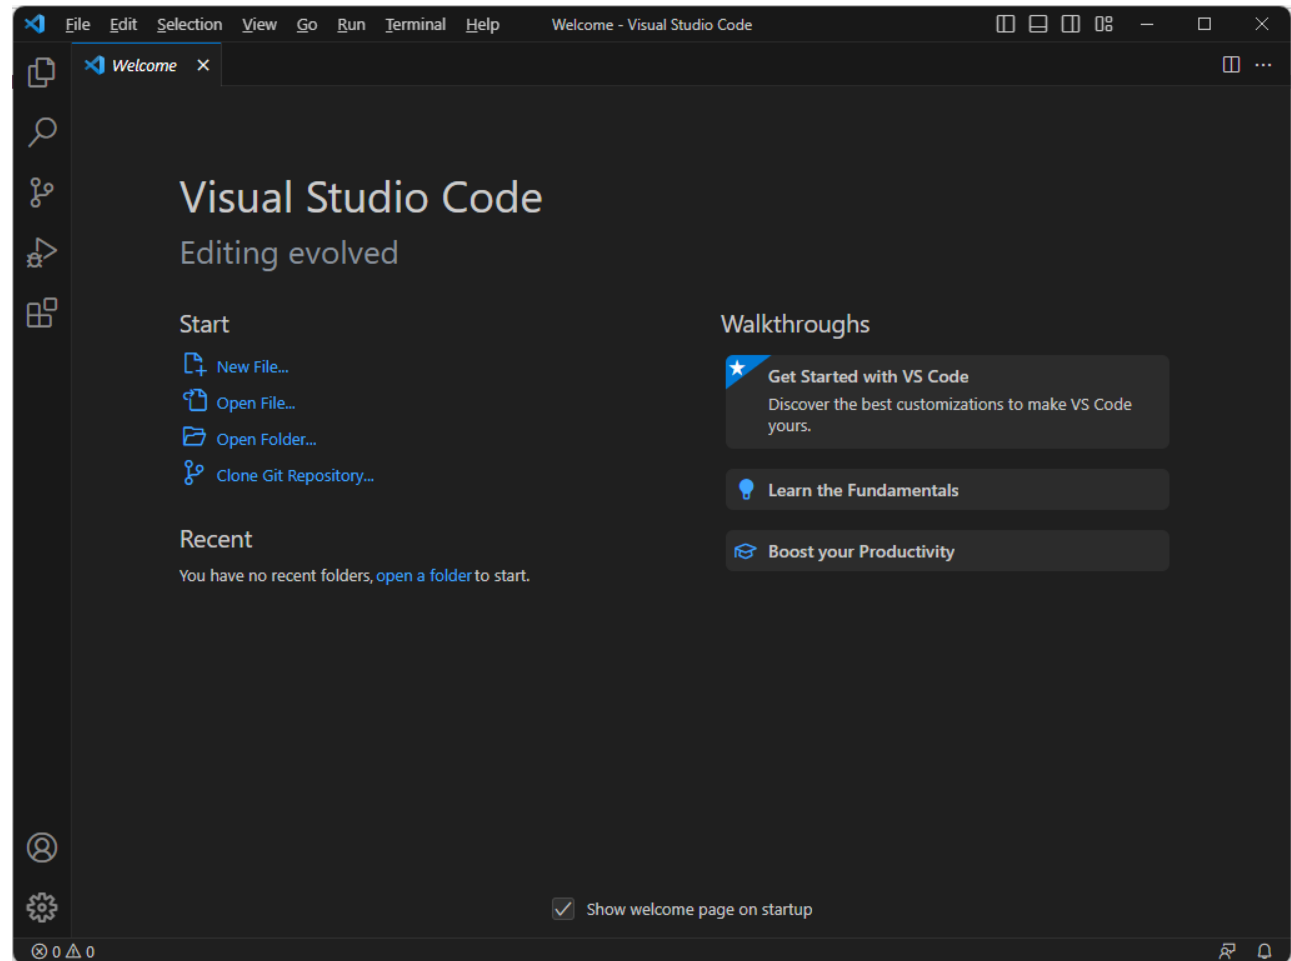 File Edit Selection View Go Run Terminal Help Welcome - Visual Studio Code
Welcome
Visual Studio Code
Editing evolved
Start
New File...
Open File...
Open Folder...
Clone Git Repository...
Recent
You have no recent folders, open a folder to start.
Walkthroughs
Get Started with VS Code
Discover the best customizations to make VS Code
yours.
Learn the Fundamentals
Boost your Productivity
Show welcome page on startup
0 0